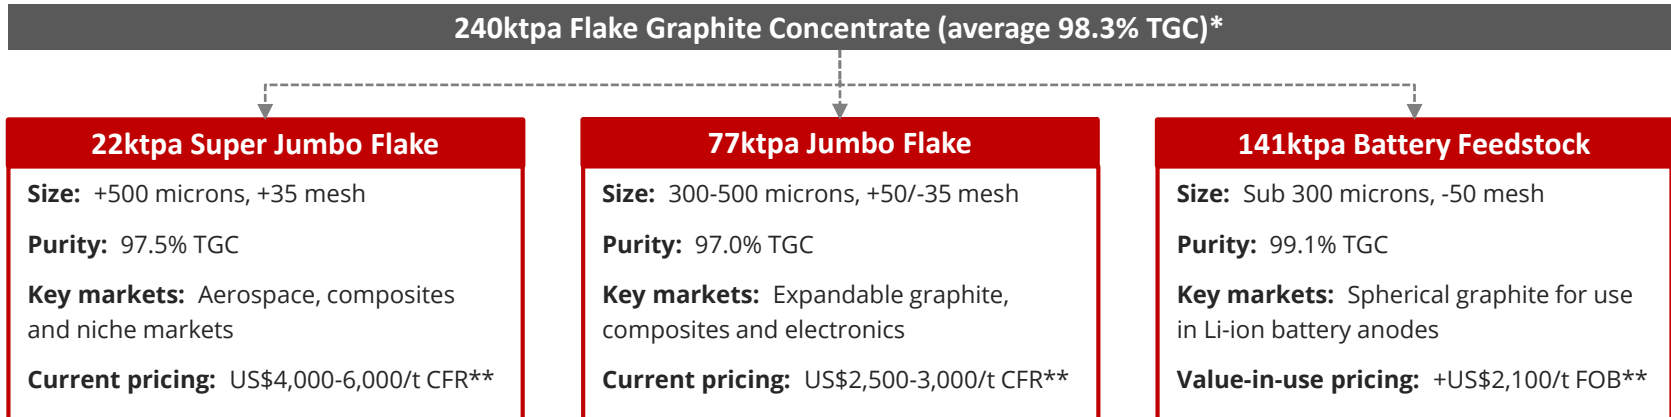 240ktpa Flake Graphite Concentrate (average 98.3% TGC)*
22ktpa Super Jumbo Flake
Size: +500 microns, +35 mesh
Purity: 97.5% TGC
Key markets: Aerospace, composites
and niche markets
Current pricing: US$4,000-6,000/t CFR**
77ktpa Jumbo Flake
Size: 300-500 microns, +50/-35 mesh
Purity: 97.0% TGC
Key markets: Expandable graphite,
composites and electronics
Current pricing: US$2,500-3,000/t CFR**
141ktpa Battery Feedstock
Size: Sub 300 microns, -50 mesh
Purity: 99.1% TGC
Key markets: Spherical graphite for use
in Li-ion battery anodes
Value-in-use pricing: +US$2,100/t FOB**